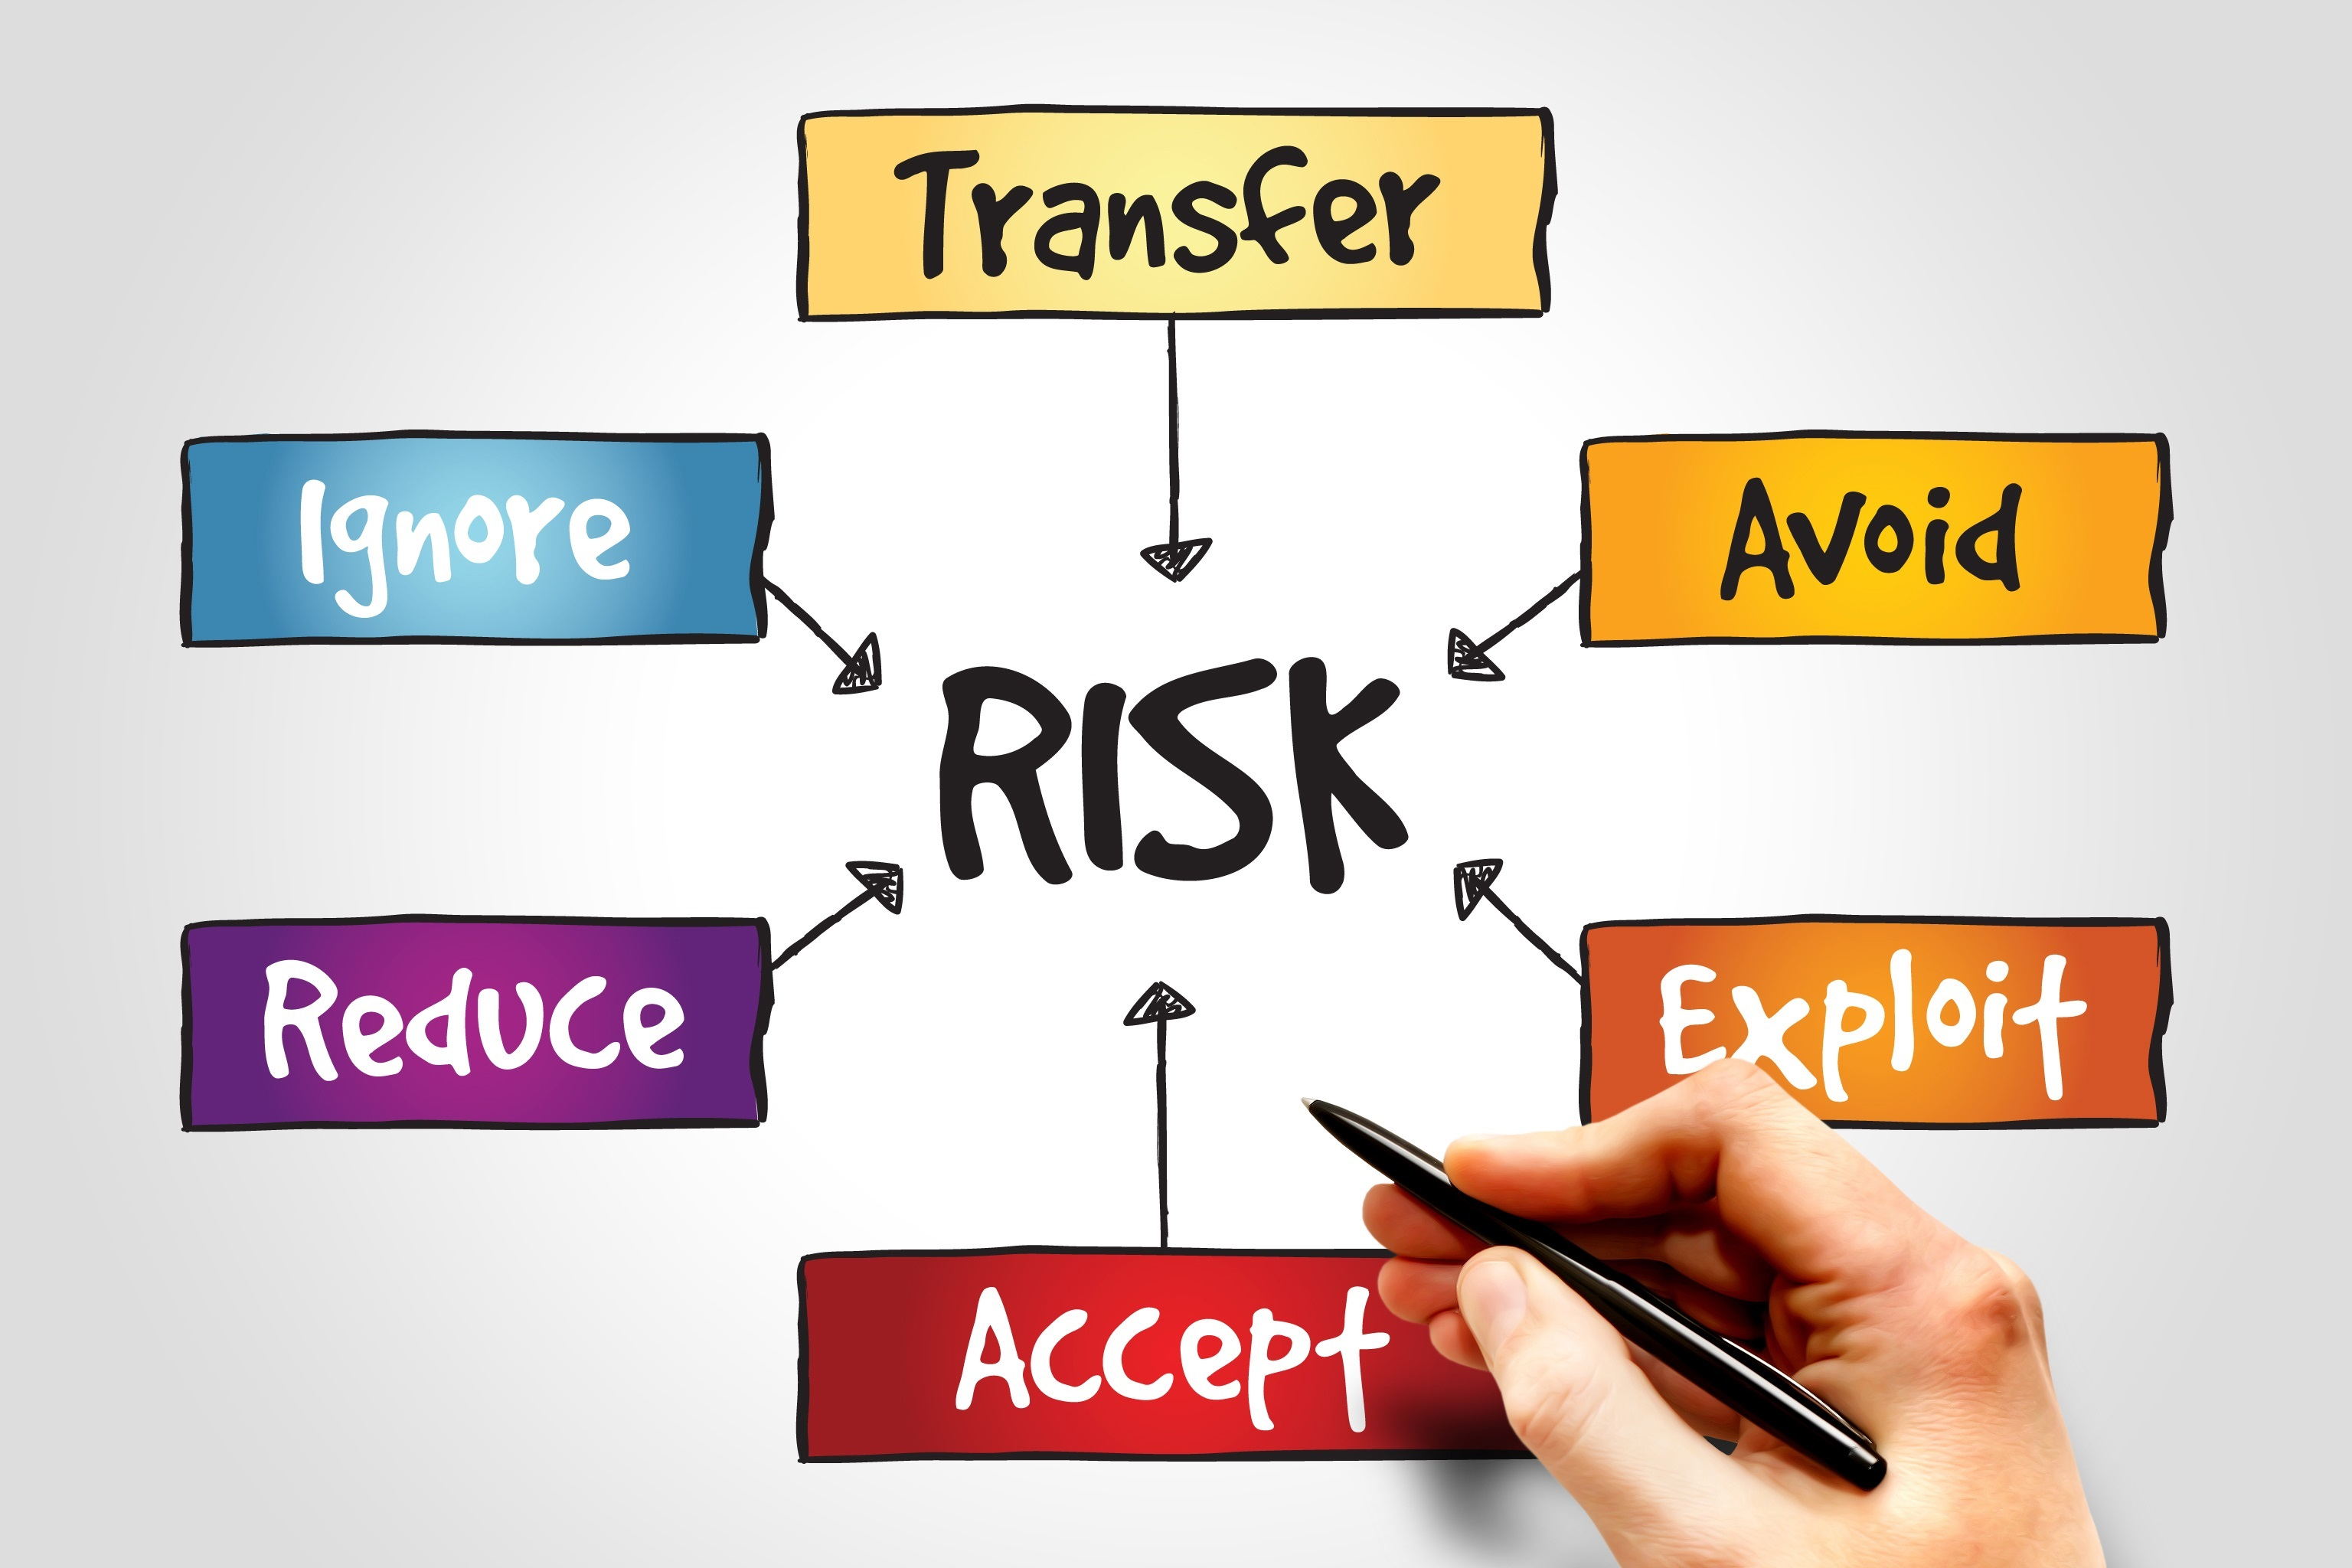 Transfer
Ignore
Avoid
RISK
Reduce
Exploit
Accept